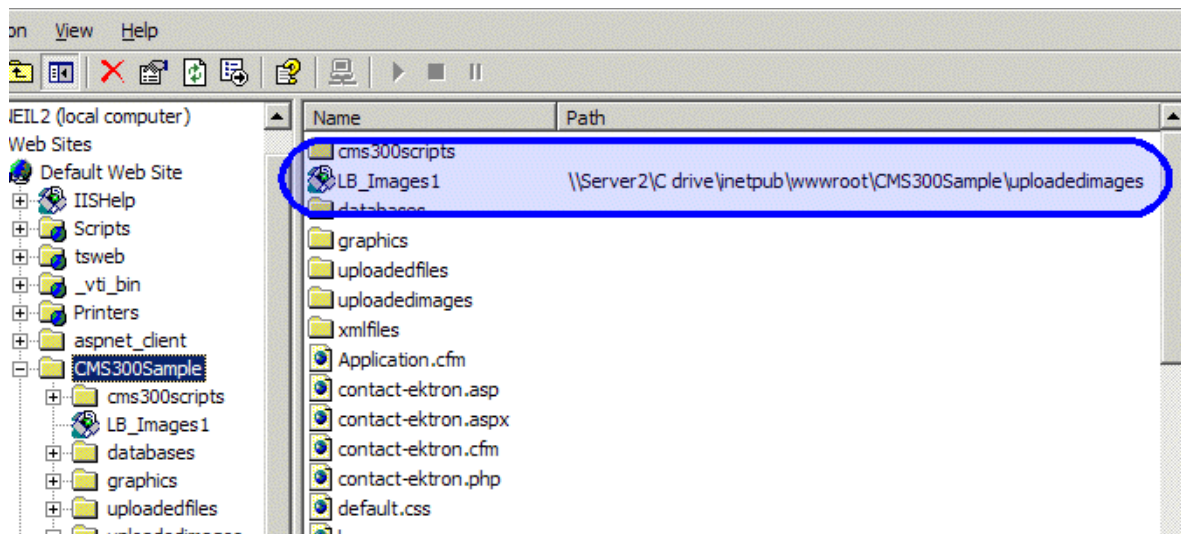 on View Help
NEIL2 (local computer)
Web Sites
Default Web Site
IISHelp
Scripts
tsweb
_vti_bin
Printers
aspnet_client
CMS300Sample
cms300scripts
LB_Images1
databases
graphics
uploadedfiles
uploadedimages
Name Path
cms300scripts
LB_Images1 \\Server2\C drive\inetpub\wwwroot\CMS300Sample\uploadedimages
databases
graphics
uploadedfiles
uploadedimages
xmlfiles
Application.cfm
contact-ektron.asp
contact-ektron.aspx
contact-ektron.cfm
contact-ektron.php
default.css